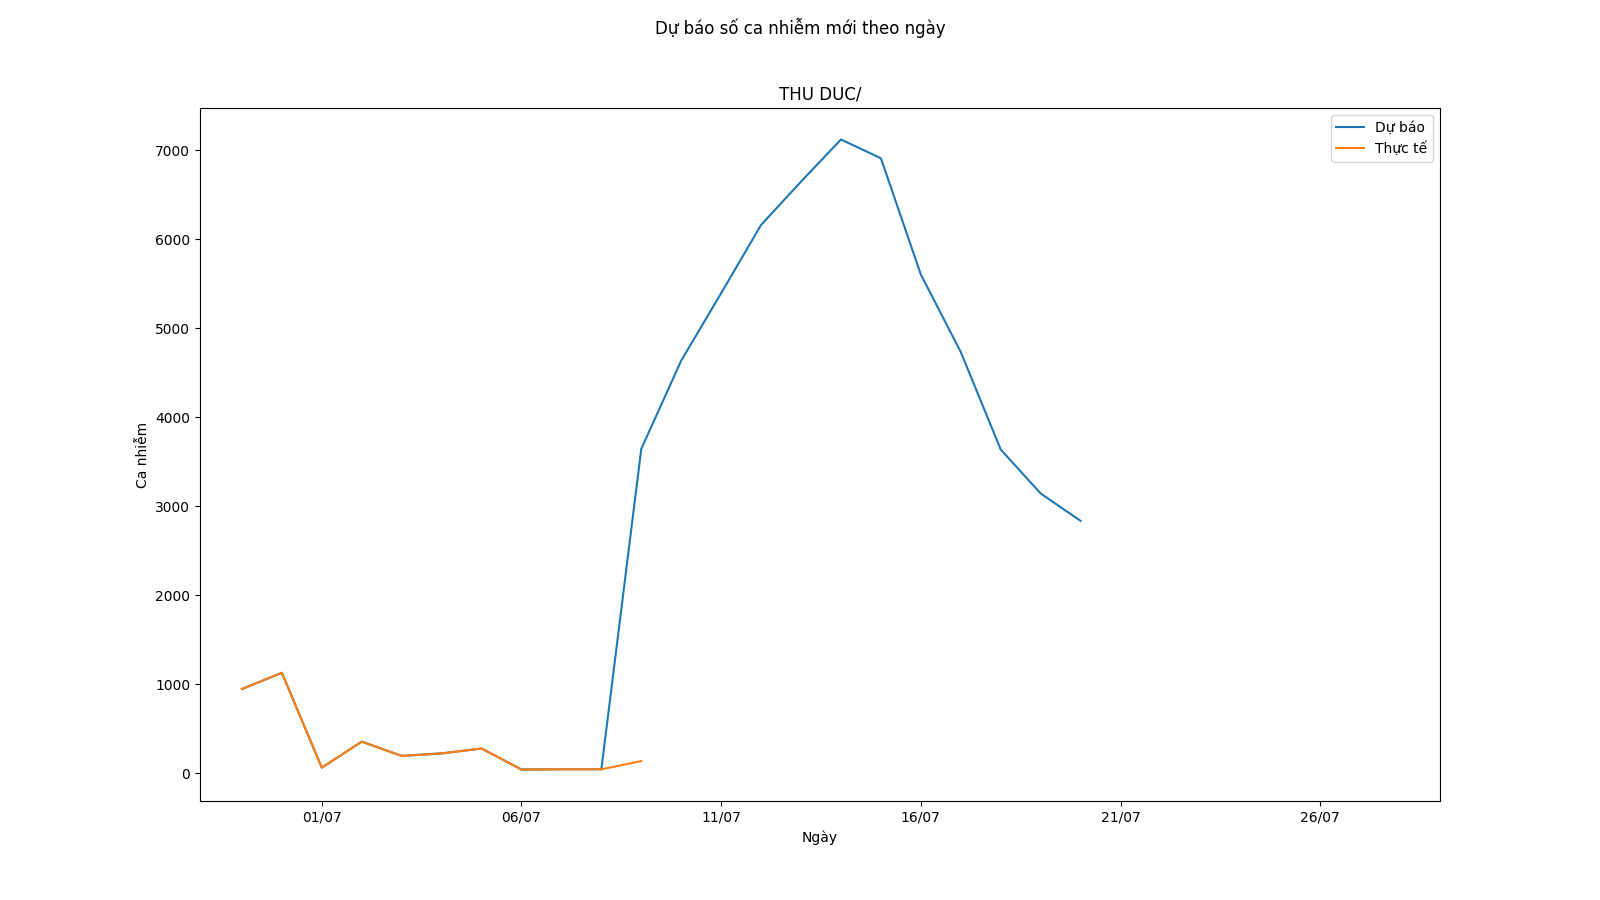 Dự báo số ca nhiễm mới theo ngày
THU DUC/
Dự báo
Thực tế
7000
6000
5000
4000
3000
2000
1000
0
Ca nhiễm
01/07
06/07
11/07
16/07
21/07
26/07
Ngày